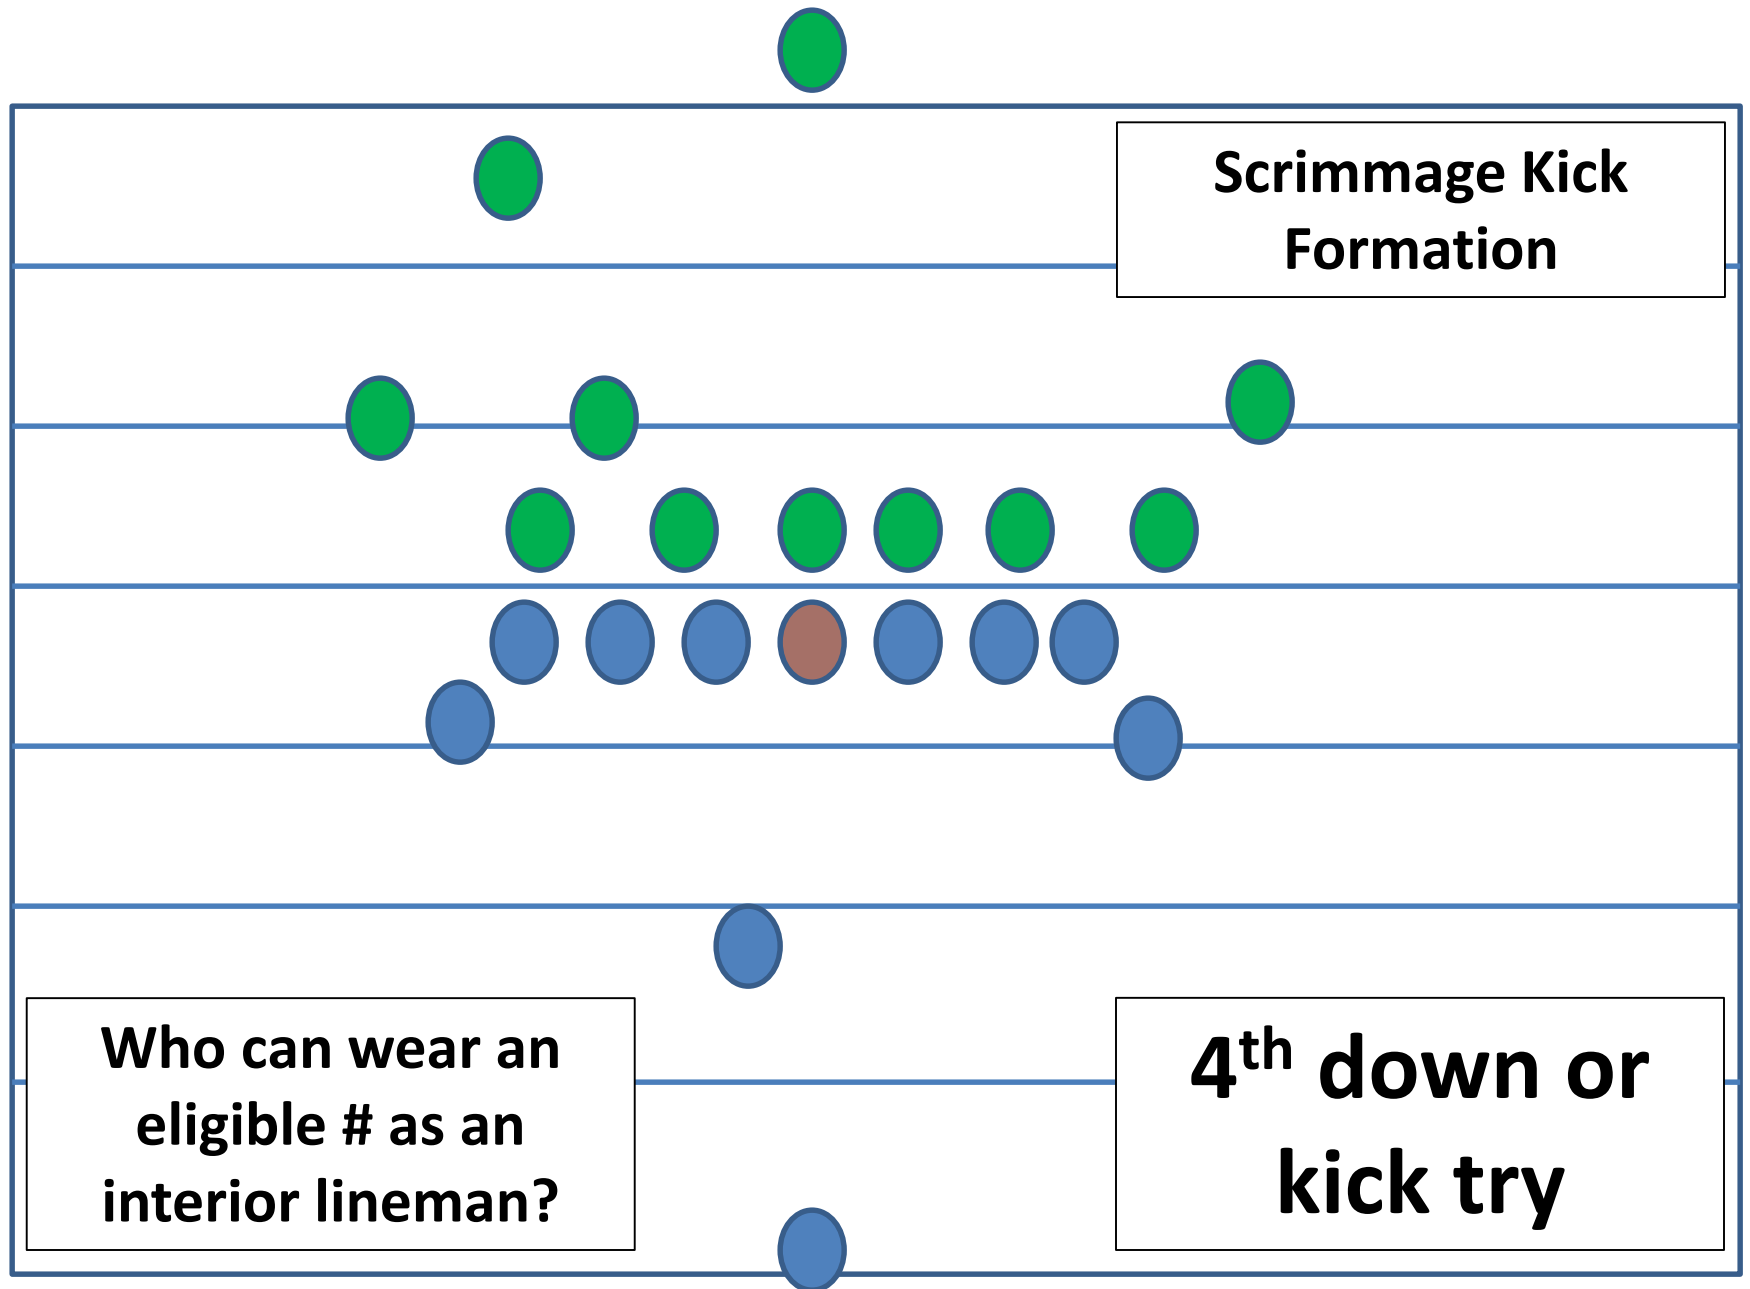 Scrimmage Kick
Formation
Who can wear an
eligible # as an
interior lineman?
4th down or
kick try